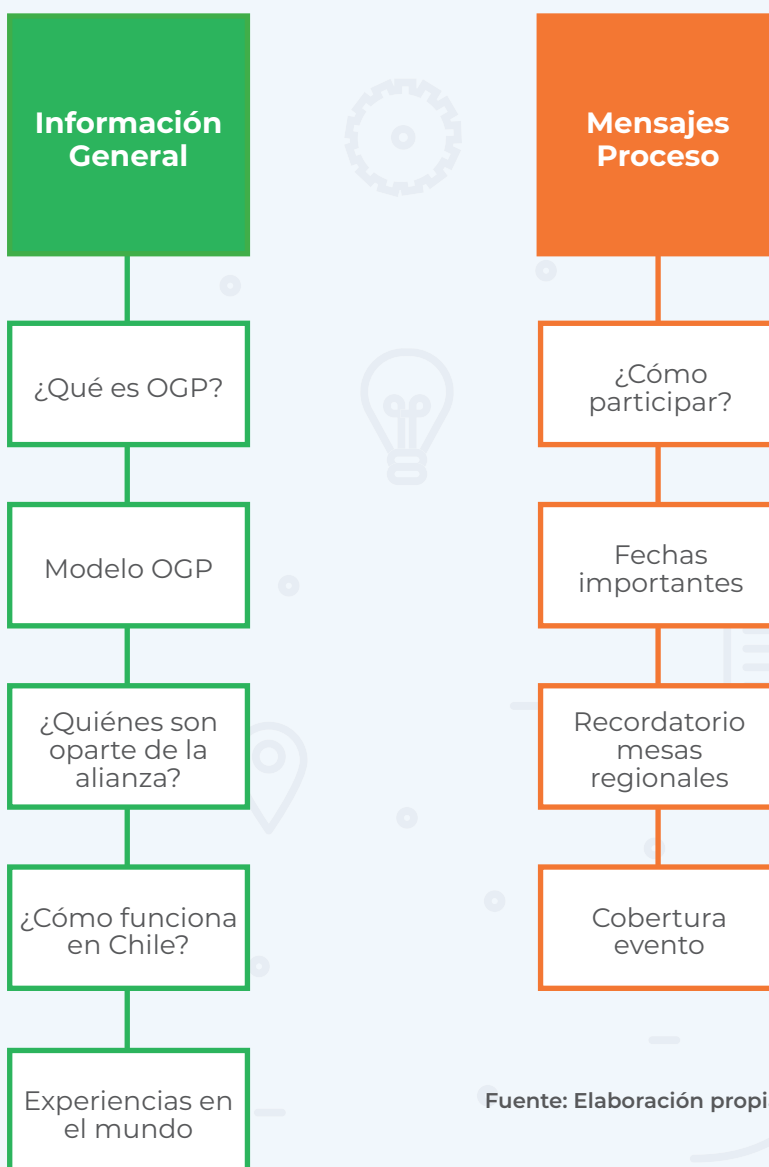 Información
General
¿Qué es OGP?
Modelo OGP
¿Quiénes son
oparte de la
alianza?
¿Cómo funciona
en Chile?
Experiencias en
el mundo
Mensajes
Proceso
¿Cómo
participar?
Fechas
importantes
Recordatorio
mesas
regionales
Cobertura
evento
Fuente: Elaboración propi